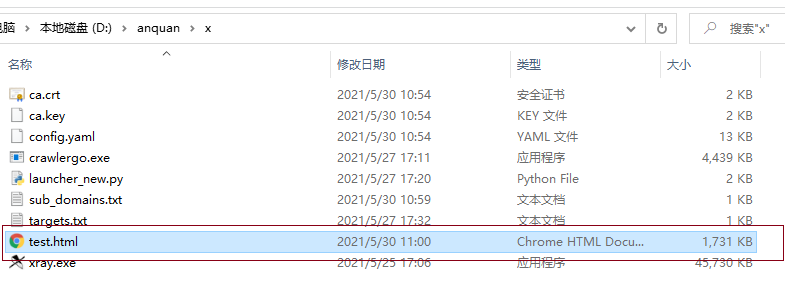 电脑 › 本地磁盘 (D:) › anquan › x 搜索"x"
名称 修改日期 类型 大小
ca.crt 2021/5/30 10:54 安全证书 2 KB
ca.key 2021/5/30 10:54 KEY 文件 2 KB
config.yaml 2021/5/30 10:54 YAML 文件 13 KB
crawlergo.exe 2021/5/27 17:11 应用程序 4,439 KB
launcher_new.py 2021/5/27 17:20 Python File 2 KB
sub_domains.txt 2021/5/30 10:59 文本文档 2 KB
targets.txt 2021/5/27 17:32 文本文档 2 KB
test.html 2021/5/30 11:00 Chrome HTML Docu... 1,731 KB
xray.exe 2021/5/25 17:06 应用程序 45,730 KB